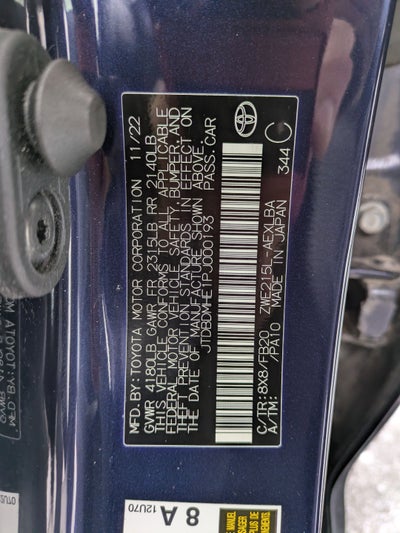 MFD. BY: TOYOTA MOTOR CORPORATION 11/22
GVWR 4180LB GAWR FR 2315LB RR 2140LB
THIS VEHICLE CONFORMS TO ALL APPLICABLE
FEDERAL MOTOR VEHICLE SAFETY, BUMPER, AND
THEFT PREVENTION STANDARDS IN EFFECT ON
THE DATE OF MANUFACTURE SHOWN ABOVE.
PASS. CAR
344 C
ZWE215L-AEXLBA
MADE IN JAPAN
C/TR: 8X8/FB20
A/TM: /PA10
8A
12U70